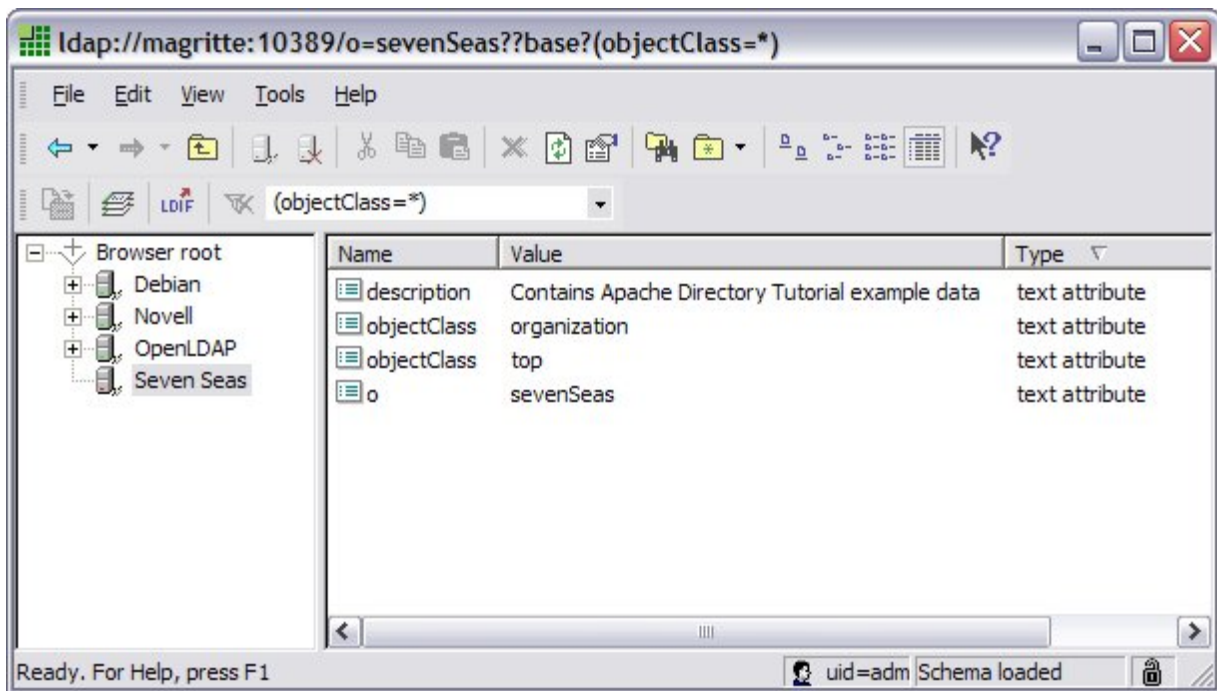 ldap://magritte:10389/o=sevenSeas??base?(objectClass=*)
File Edit View Tools Help
LDIF (objectClass=*)
Browser root
Debian
Novell
OpenLDAP
Seven Seas
Name Value Type
description Contains Apache Directory Tutorial example data text attribute
objectClass organization text attribute
objectClass top text attribute
o sevenSeas text attribute
Ready. For Help, press F1 uid=adm Schema loaded